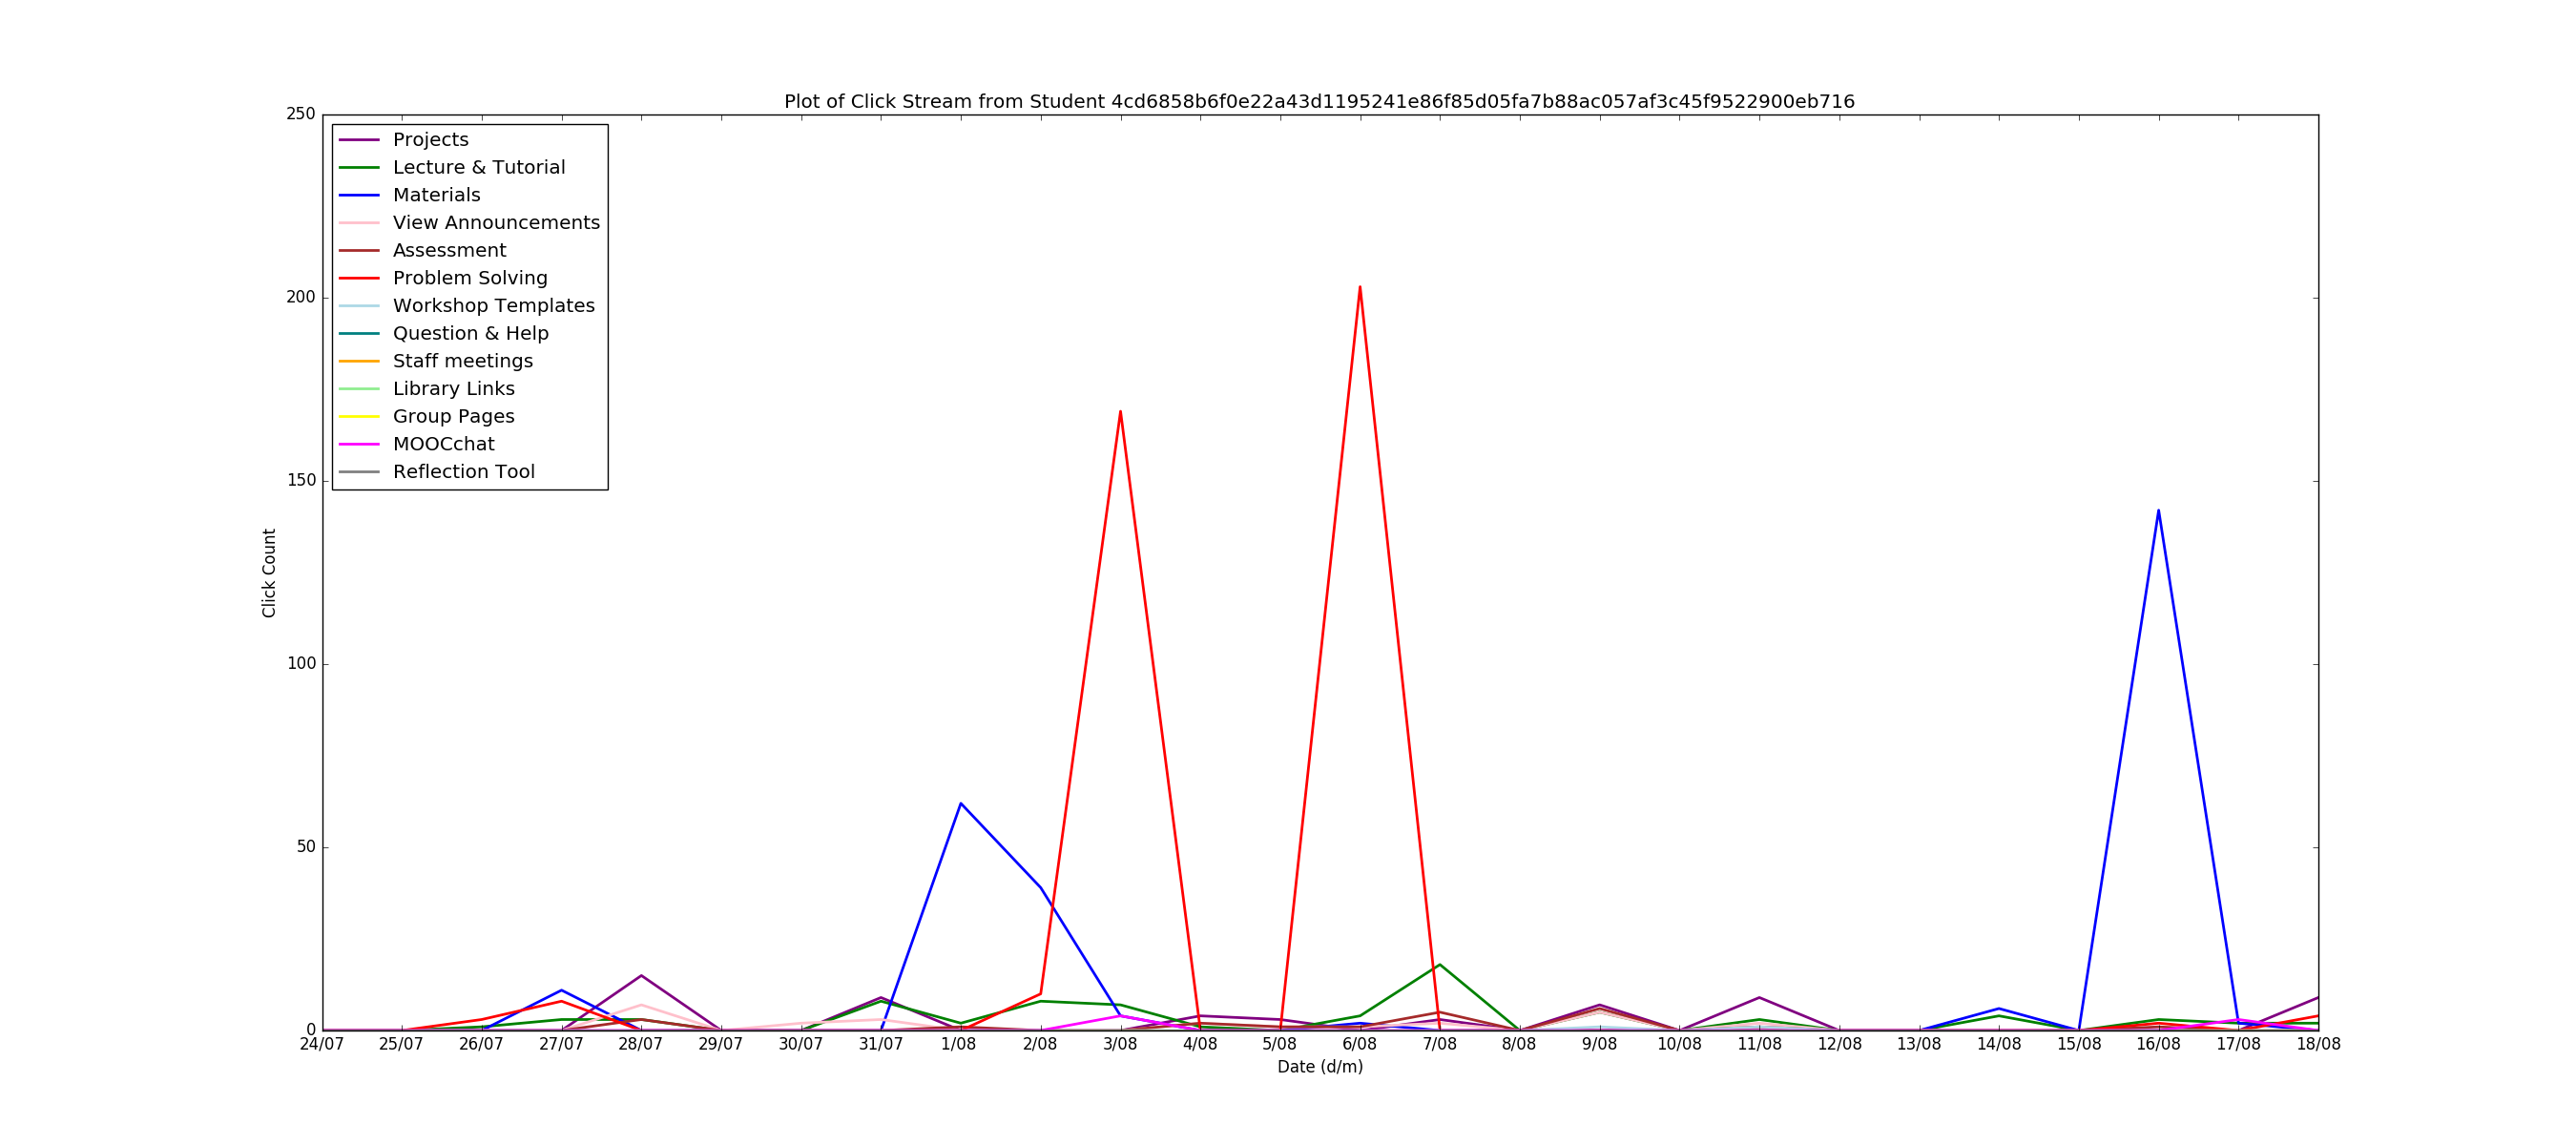 Plot of Click Stream from Student 4cd6858b6f0e22a43d1195241e86f85d05fa7b88ac057af3c45f9522900eb716
250
200
150
100
50
0
Click Count
Projects
Lecture & Tutorial
Materials
View Announcements
Assessment
Problem Solving
Workshop Templates
Question & Help
Staff meetings
Library Links
Group Pages
MOOCchat
Reflection Tool
24/07 25/07 26/07 27/07 28/07 29/07 30/07 31/07 1/08 2/08 3/08 4/08 5/08 6/08 7/08 8/08 9/08 10/08 11/08 12/08 13/08 14/08 15/08 16/08 17/08 18/08
Date (d/m)